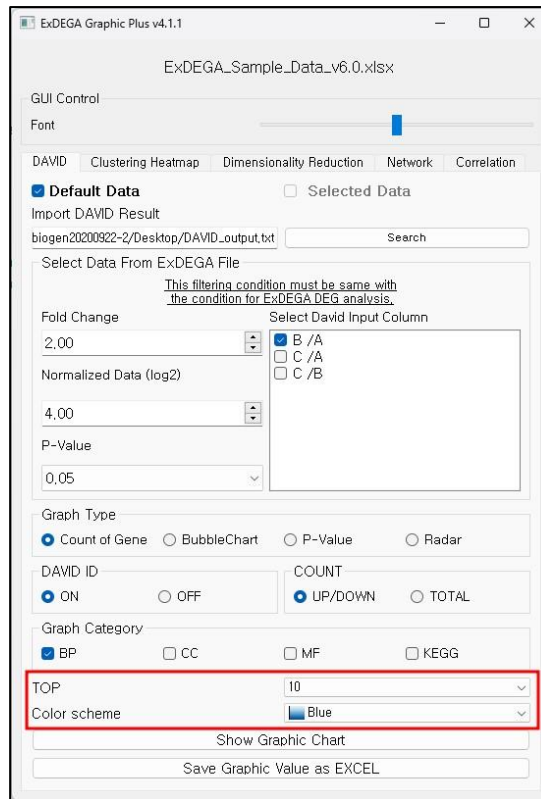 ExDEGA Graphic Plus v4.1.1
ExDEGA_Sample_Data_v6.0.xlsx
GUI Control
Font
DAVID Clustering Heatmap Dimensionality Reduction Network Correlation
Default Data Selected Data
Import DAVID Result
biogen20200922-2/Desktop/DAVID_output.txt Search
Select Data From ExDEGA File
This filtering condition must be same with
the condition for ExDEGA DEG analysis.
Fold Change Select David Input Column
2.00 B /A
C /A
C /B
Normalized Data (log2)
4.00
P-Value
0.05
Graph Type
Count of Gene BubbleChart P-Value Radar
DAVID ID COUNT
ON OFF UP/DOWN TOTAL
Graph Category
BP CC MF KEGG
TOP 10
Color scheme Blue
Show Graphic Chart
Save Graphic Value as EXCEL